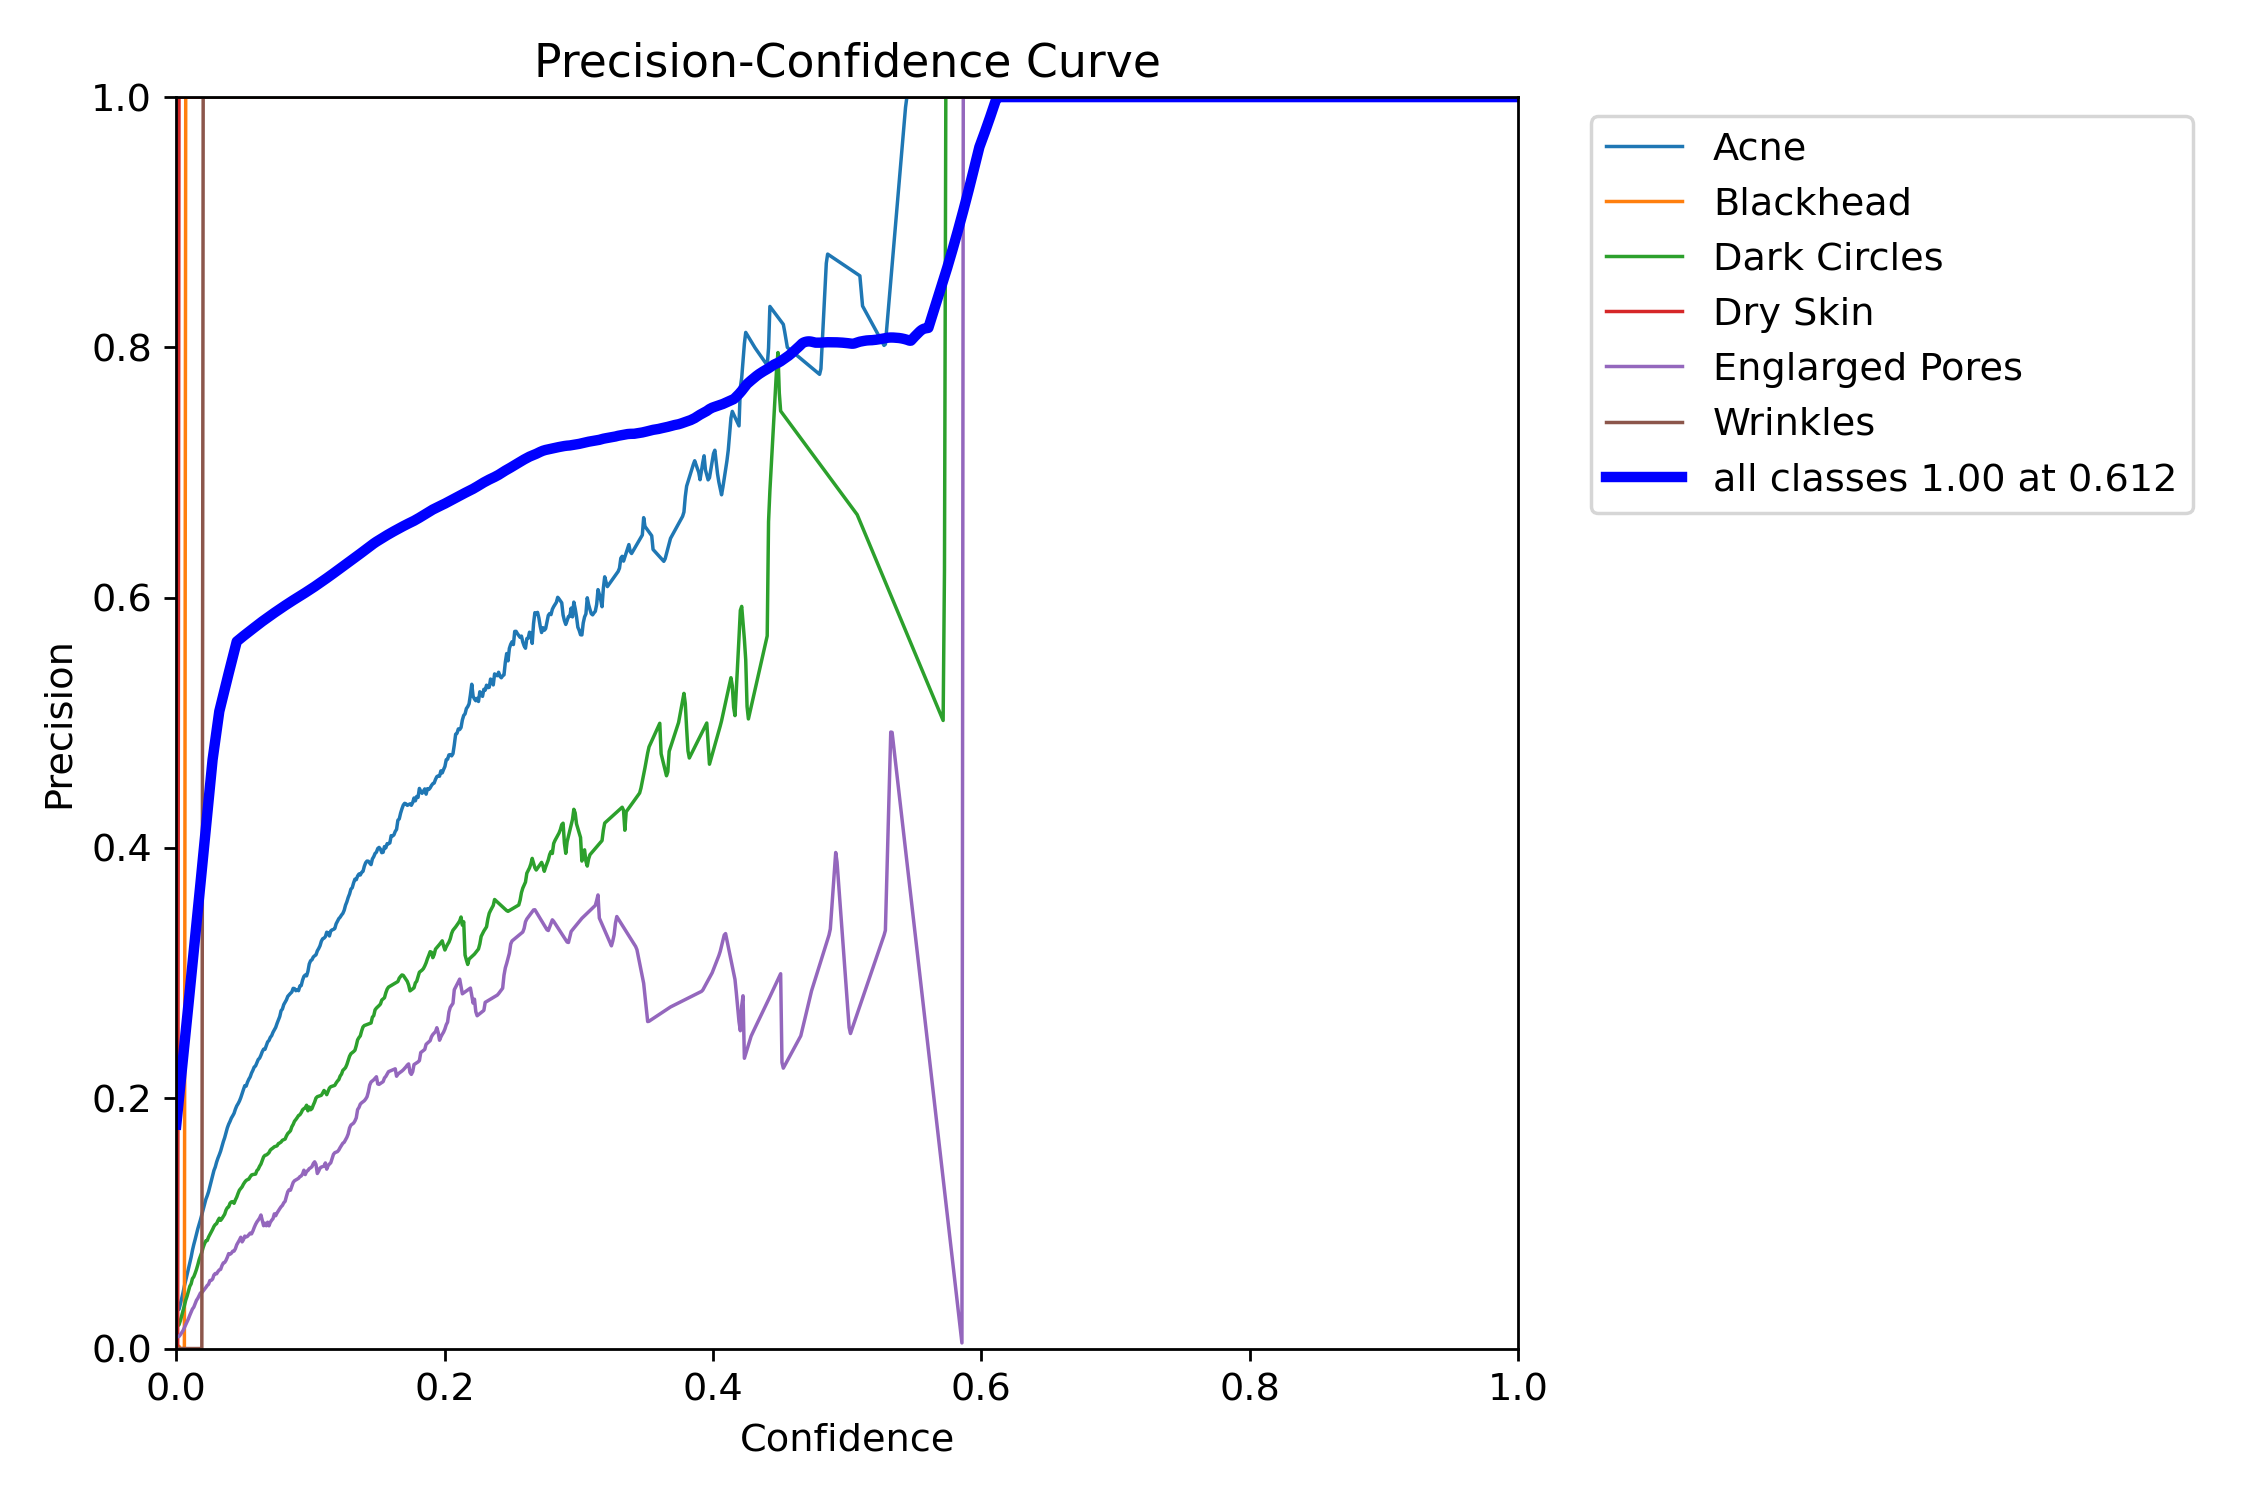 Precision-Confidence Curve
1.0
0.8
0.6
0.4
0.2
0.0
Precision
0.0 0.2 0.4 0.6 0.8 1.0
Confidence
Acne
Blackhead
Dark Circles
Dry Skin
Englarged Pores
Wrinkles
all classes 1.00 at 0.612